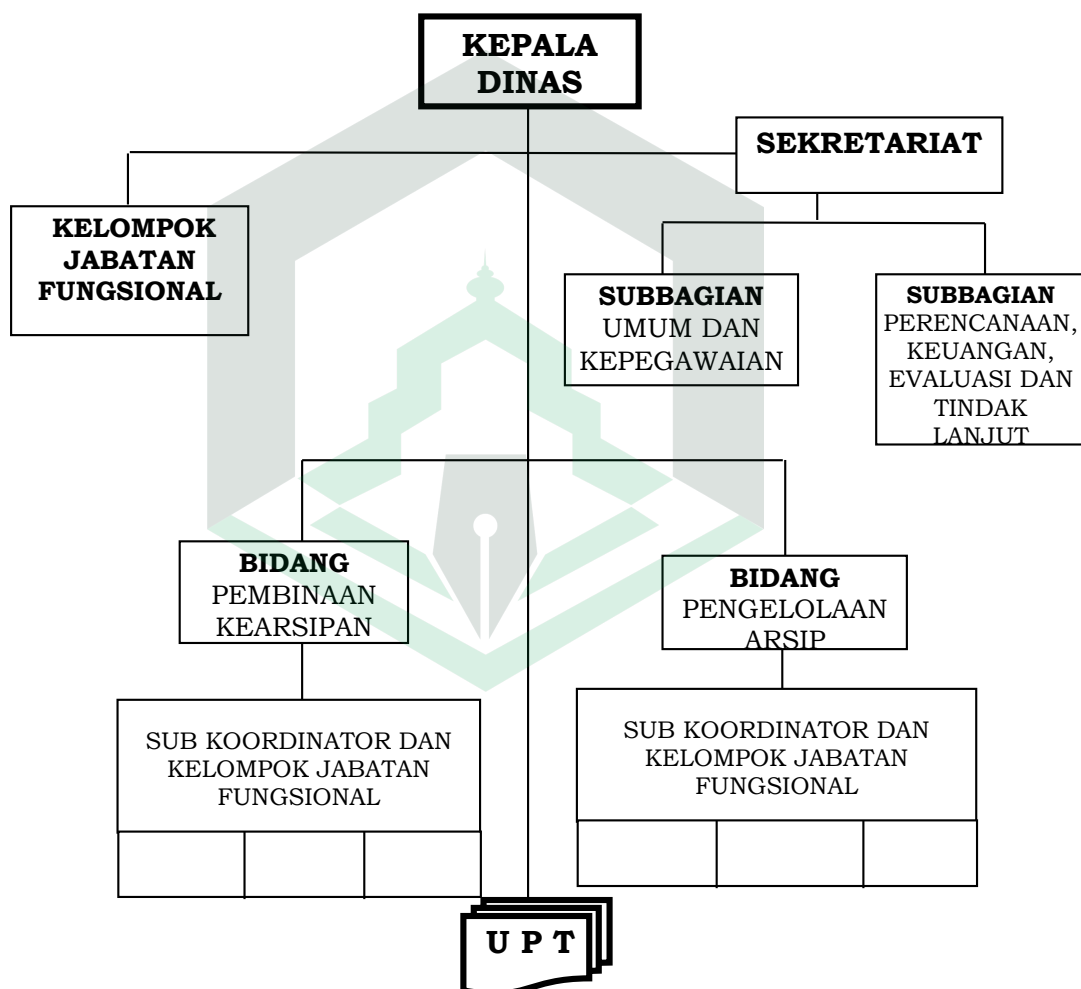 KEPALA
DINAS
SEKRETARIAT
KELOMPOK
JABATAN
FUNGSIONAL
SUBBAGIAN
UMUM DAN
KEPEGAWAIAN
SUBBAGIAN
PERENCANAAN,
KEUANGAN,
EVALUASI DAN
TINDAK
LANJUT
BIDANG
PEMBINAAN
KEARSIPAN
BIDANG
PENGELOLAAN
ARSIP
SUB KOORDINATOR DAN
KELOMPOK JABATAN
FUNGSIONAL
SUB KOORDINATOR DAN
KELOMPOK JABATAN
FUNGSIONAL
U P T